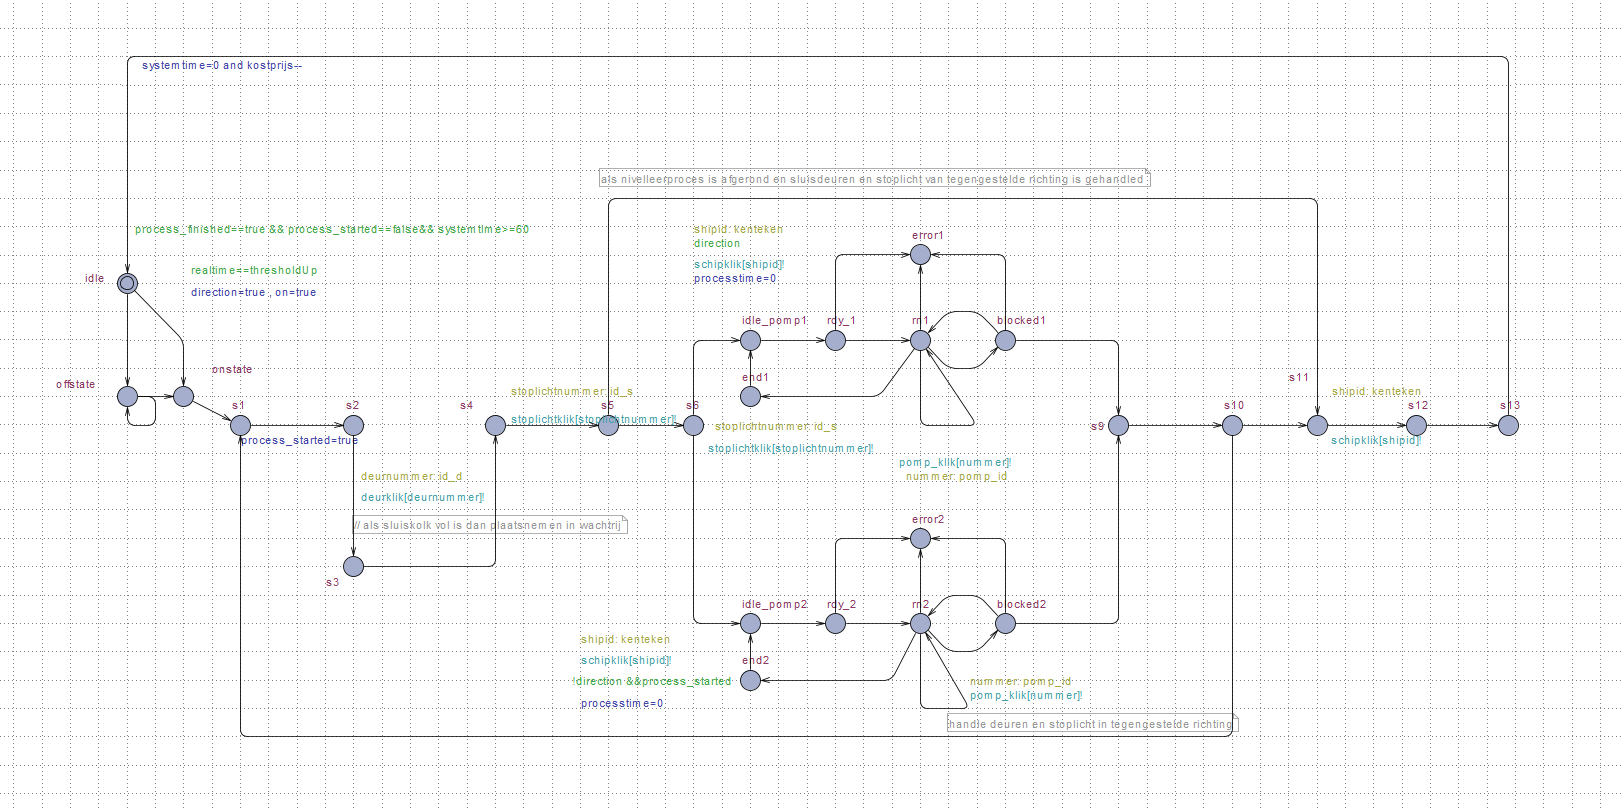 systemtime=0 and kostprijs--
als nivelleerproces is afgerond en sluisdeuren en stoplicht van tegengestelde richting is gehandled
process_finished==true && process_started==false&& systemtime>=60
shipid: kenteken
direction
schipklik[shipid]!
processtime=0
error1
idle
realtime==thresholdUp
direction=true , on=true
idle_pomp1
rdy_1
rn1
blocked1
offstate
onstate
end1
s11
stoplichtnummer: id_s
shipid: kenteken
s1
s2
s4
s5
s6
s10
s12
s13
stoplichtklik[stoplichtnummer]!
stoplichtnummer: id_s
s9
process_started=true
schipklik[shipid]!
stoplichtklik[stoplichtnummer]!
pomp_klik[nummer]!
nummer: pomp_id
deurnummer: id_d
deurklik[deurnummer]!
// als sluiskolk vol is dan plaatsnemen in wachtrij
error2
s3
idle_pomp2
rdy_2
rn2
blocked2
shipid: kenteken
schipklik[shipid]!
end2
!direction &&process_started
nummer: pomp_id
pomp_klik[nummer]!
processtime=0
handle deuren en stoplicht in tegengestelde richting